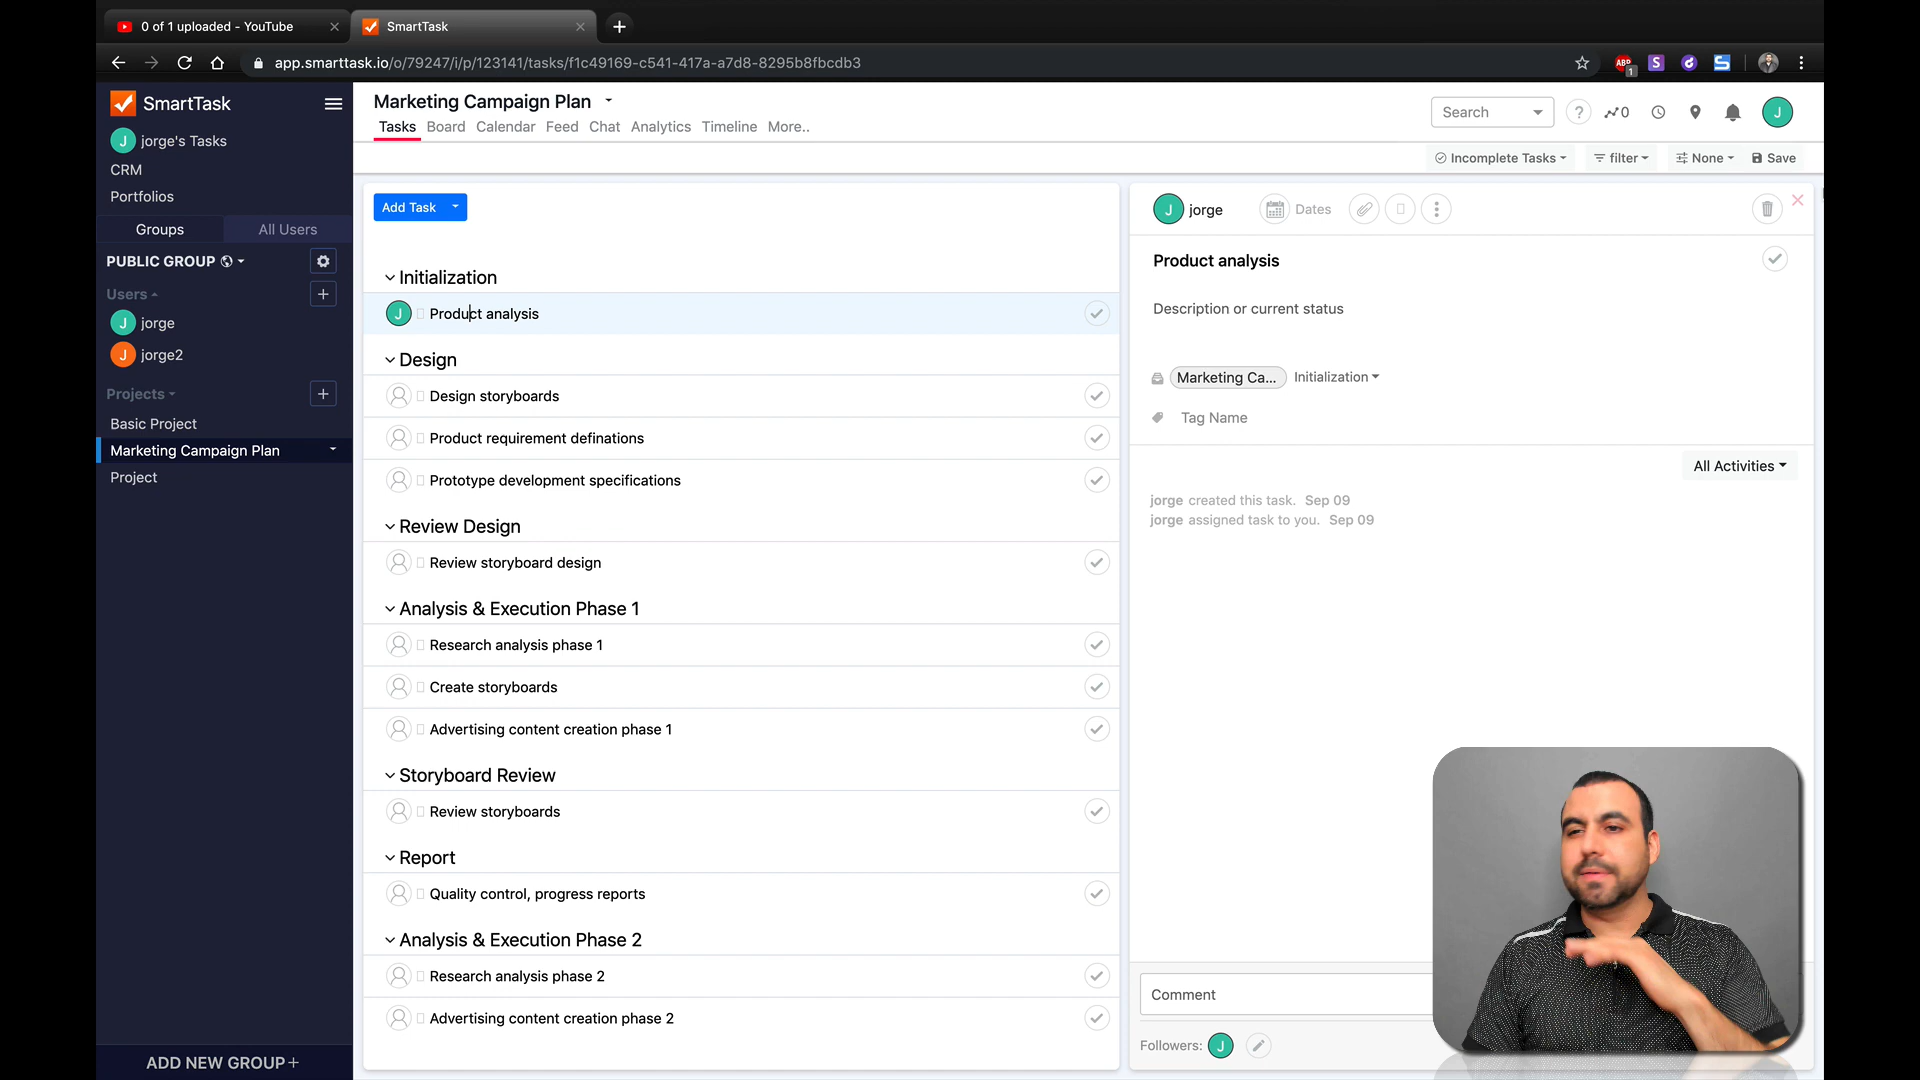 0 of 1 uploaded - YouTube
SmartTask
app.smarttask.io/o/79247/i/p/123141/tasks/f1c49169-c541-417a-a7d8-8295b8fbcdb3
ABP
1
S
SmartTask
J jorge's Tasks
CRM
Portfolios
Groups
All Users
PUBLIC GROUP
Users
J jorge
J jorge2
Projects
Basic Project
Marketing Campaign Plan
Project
ADD NEW GROUP+
Marketing Campaign Plan
Tasks Board Calendar Feed Chat Analytics Timeline More..
Search
?
0
J
Incomplete Tasks
filter
None
Save
Add Task
Initialization
J Product analysis
Design
Design storyboards
Product requirement definations
Prototype development specifications
Review Design
Review storyboard design
Analysis & Execution Phase 1
Research analysis phase 1
Create storyboards
Advertising content creation phase 1
Storyboard Review
Review storyboards
Report
Quality control, progress reports
Analysis & Execution Phase 2
Research analysis phase 2
Advertising content creation phase 2
J jorge
Dates
Product analysis
Description or current status
Marketing Ca... Initialization
Tag Name
All Activities
jorge created this task. Sep 09
jorge assigned task to you. Sep 09
Comment
Followers: J